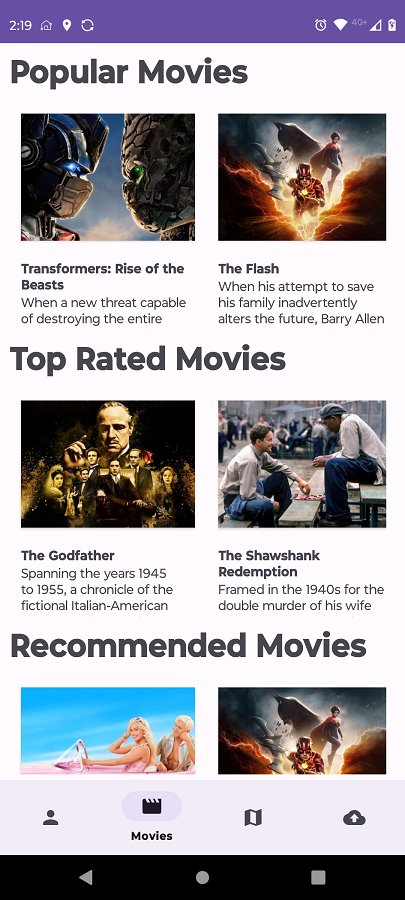 2:19
4G+
Popular Movies
Transformers: Rise of the
Beasts
When a new threat capable
of destroying the entire
The Flash
When his attempt to save
his family inadvertently
alters the future, Barry Allen
Top Rated Movies
The Godfather
Spanning the years 1945
to 1955, a chronicle of the
fictional Italian-American
The Shawshank
Redemption
Framed in the 1940s for the
double murder of his wife
Recommended Movies
Movies